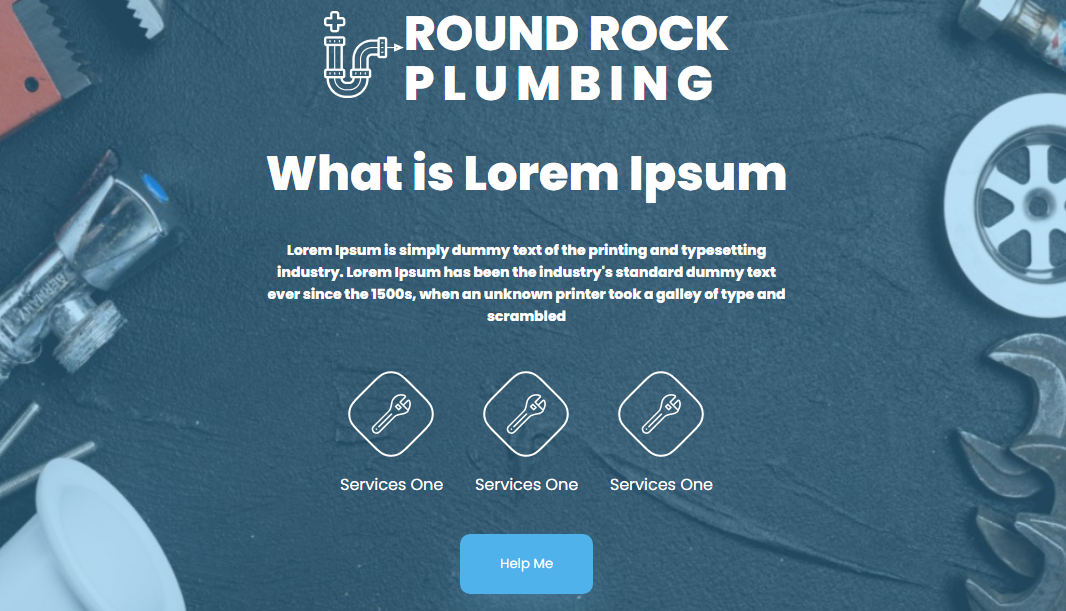 ROUND ROCK
PLUMBING
What is Lorem Ipsum
Lorem Ipsum is simply dummy text of the printing and typesetting
industry. Lorem Ipsum has been the industry's standard dummy text
ever since the 1500s, when an unknown printer took a galley of type and
scrambled
Services One Services One Services One
Help Me